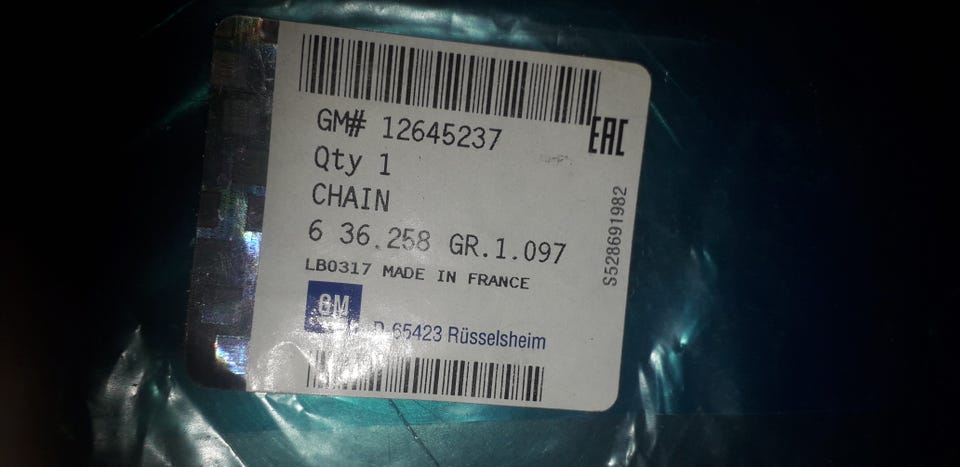 GM# 12645237
EAC
Qty 1
CHAIN
6 36.258 GR.1.097
LB0317 MADE IN FRANCE
S528691982
GM
D-65423 Rüsselsheim